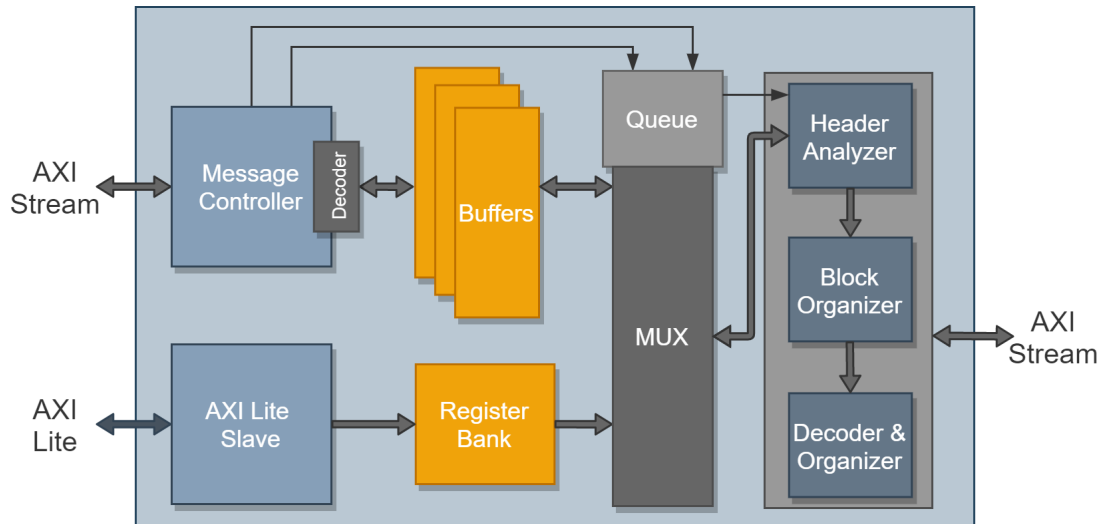 AXI
Stream
Message
Controller
Decoder
Buffers
Queue
MUX
Header
Analyzer
Block
Organizer
Decoder &
Organizer
AXI
Stream
AXI
Lite
AXI Lite
Slave
Register
Bank